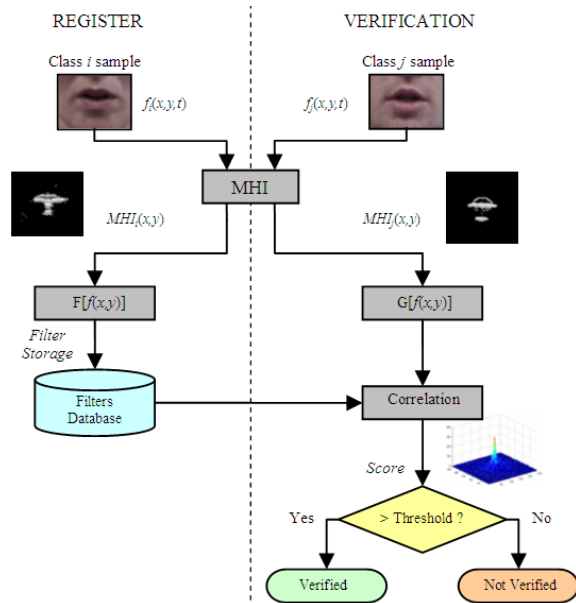 REGISTER
VERIFICATION
Class i sample
Class j sample
fi(x,y,t)
fj(x,y,t)
MHI
MHIi(x,y)
MHIj(x,y)
F[f(x,y)]
G[f(x,y)]
Filter
Storage
Filters
Database
Correlation
Score
> Threshold ?
Yes
No
Verified
Not Verified